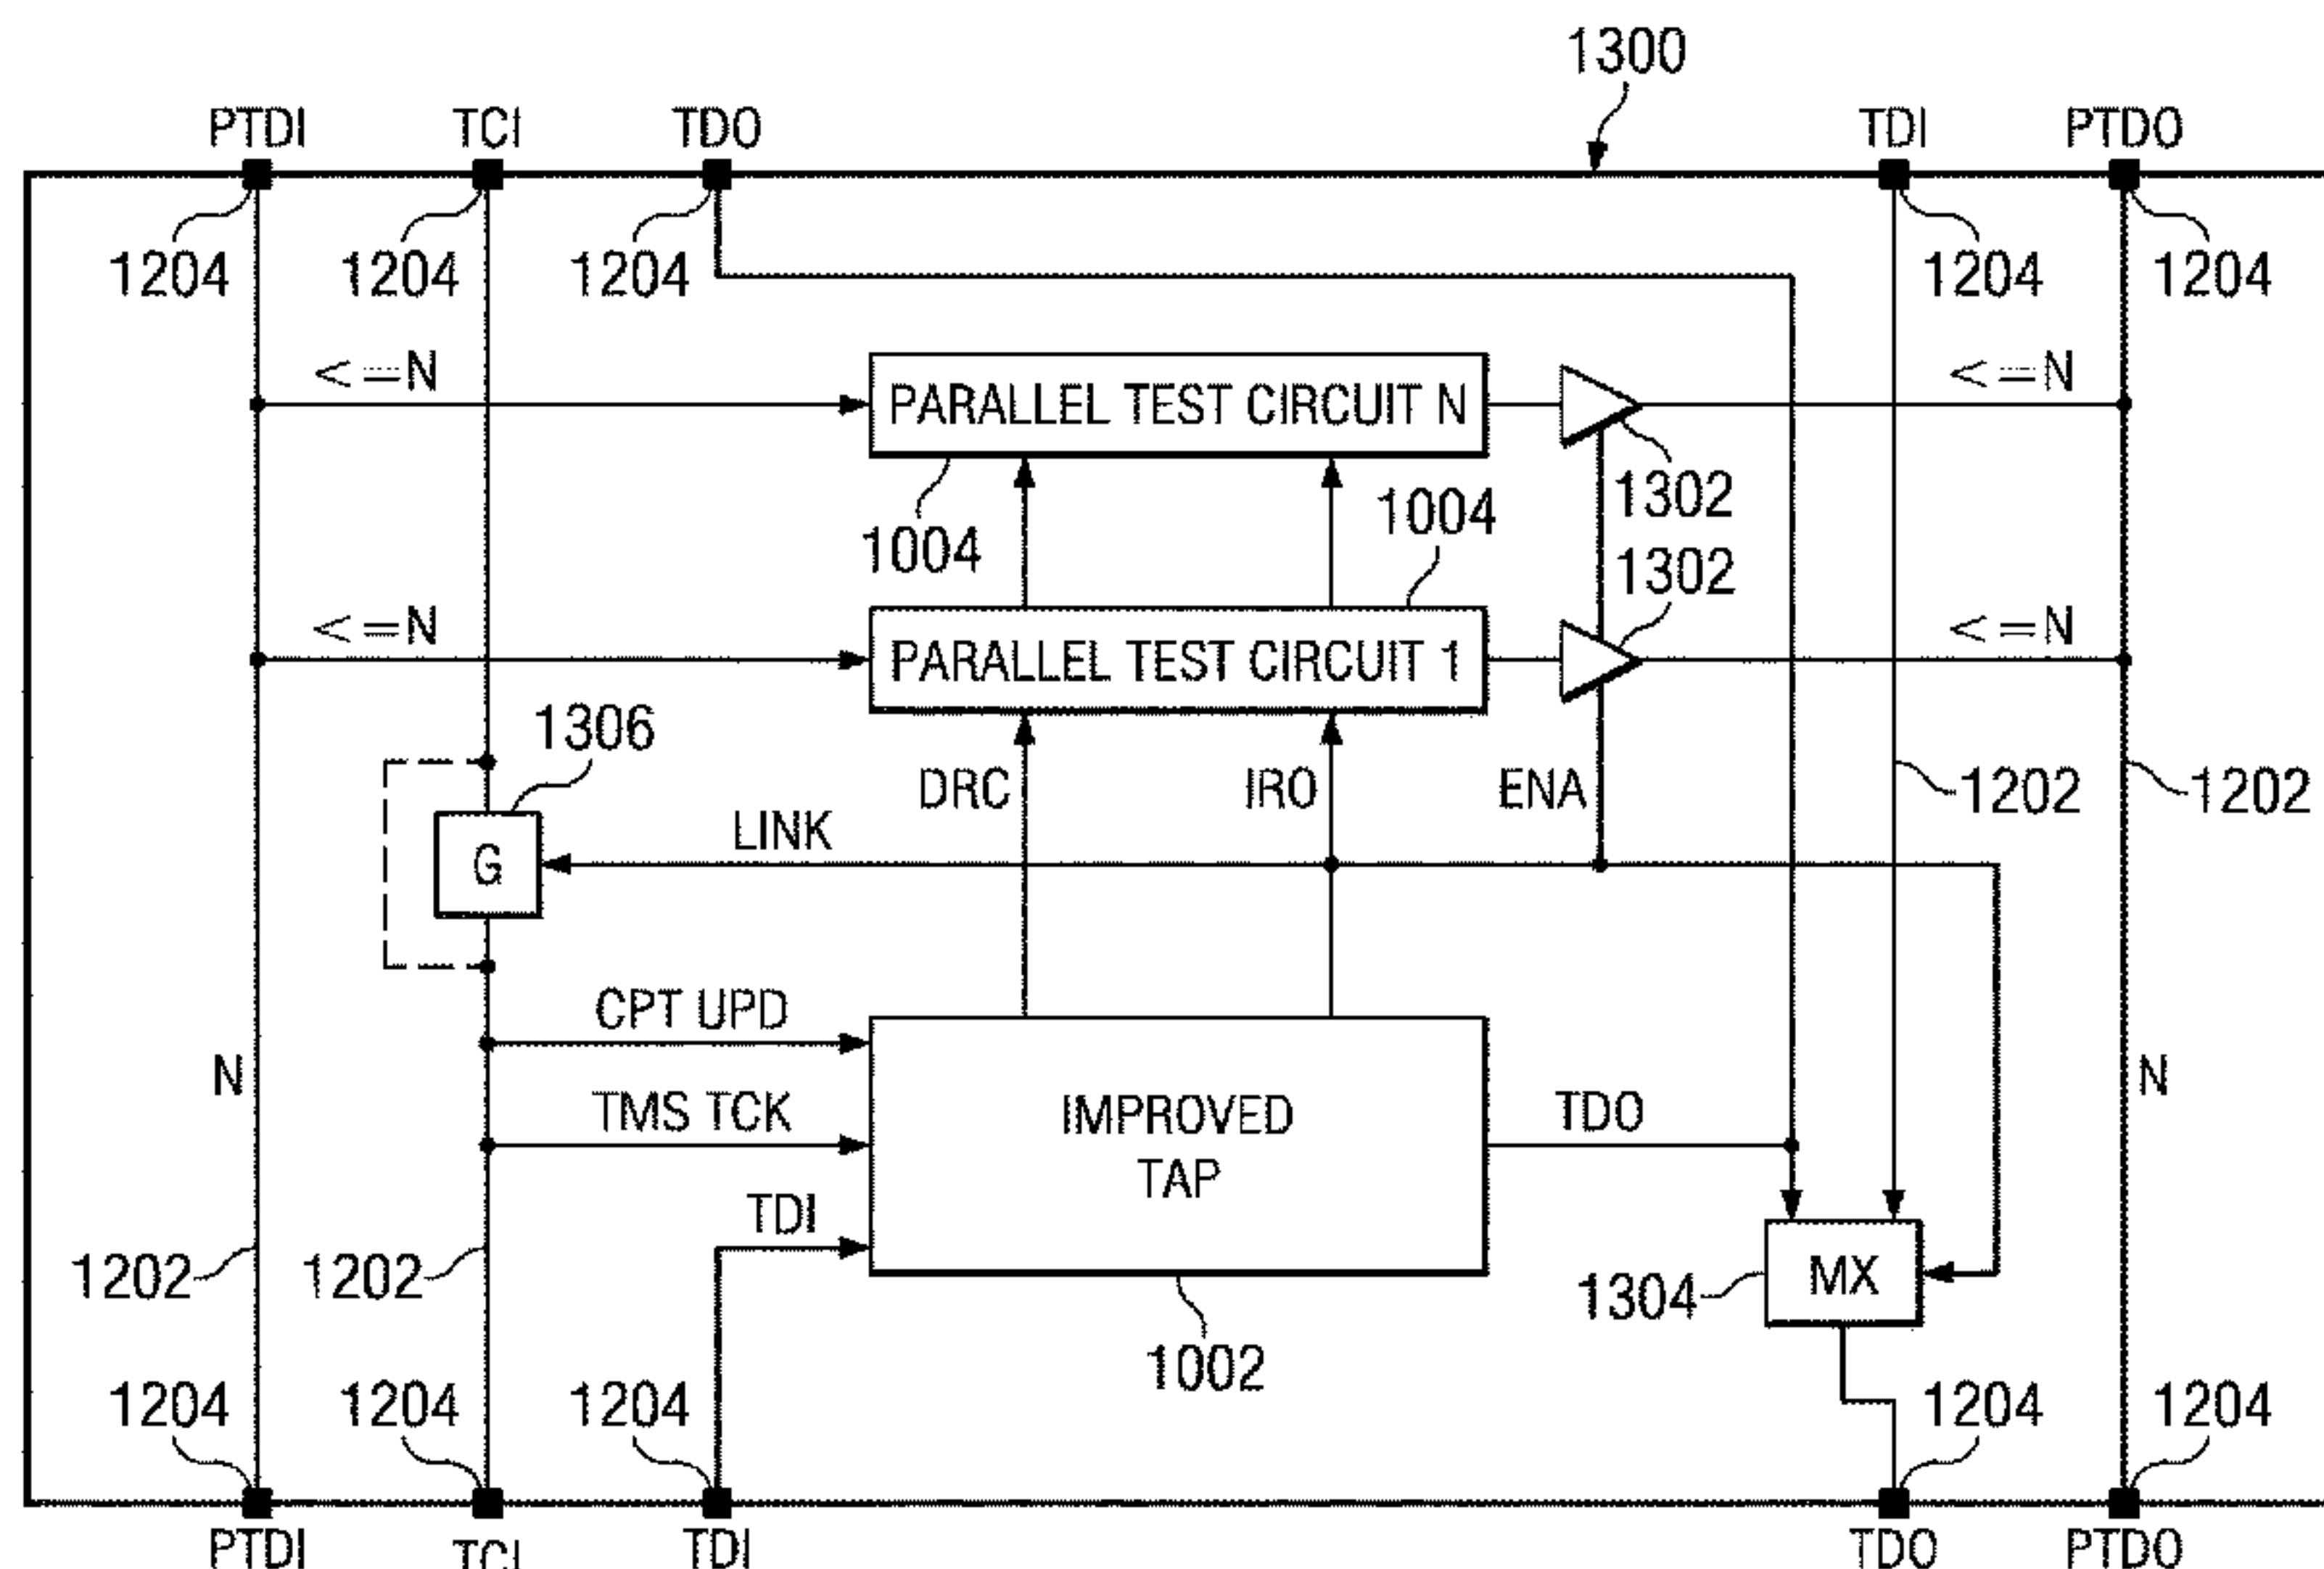 1300
PTDI TCI TDO TDI PTDO
1204 1204 1204 1204 1204
<=N PARALLEL TEST CIRCUIT N <=N
1302
1004 1004
1302
<=N PARALLEL TEST CIRCUIT 1 <=N
1306
DRC IRO ENA 1202 1202
LINK
G
CPT UPD
N TMS TCK IMPROVED TDO N
TAP
TDI
1202 1202 1304 MX
1002
1204 1204 1204 1204 1204
PTDI TCI TDI TDO PTDO